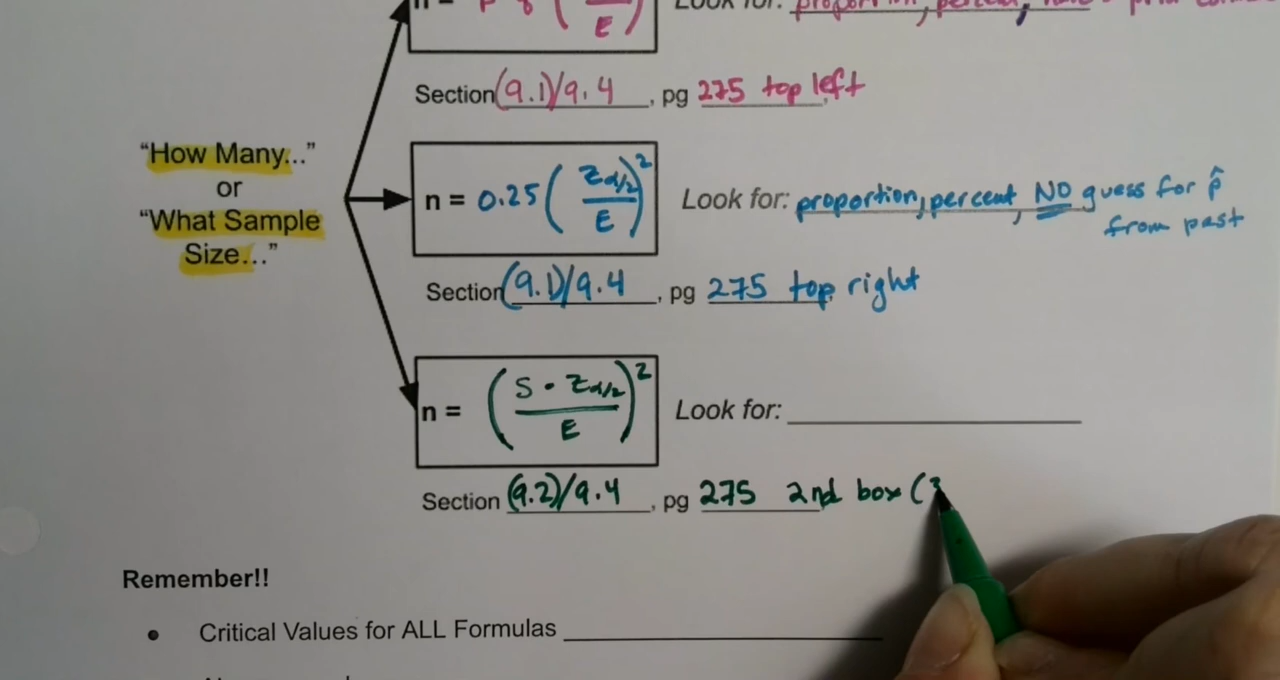 Look for: proportion, percent,
Section (9.1)/9.4, pg 275 top left
"How Many..."
or
"What Sample
Size..."
n = 0.25 (Zα/2 / E)²
Look for: proportion, percent, NO guess for p̂
from past
Section (9.1)/9.4, pg 275 top right
n = (S · Zα/2 / E)²
Look for:
Section (9.2)/9.4, pg 275 2nd box (
Remember!!
• Critical Values for ALL Formulas